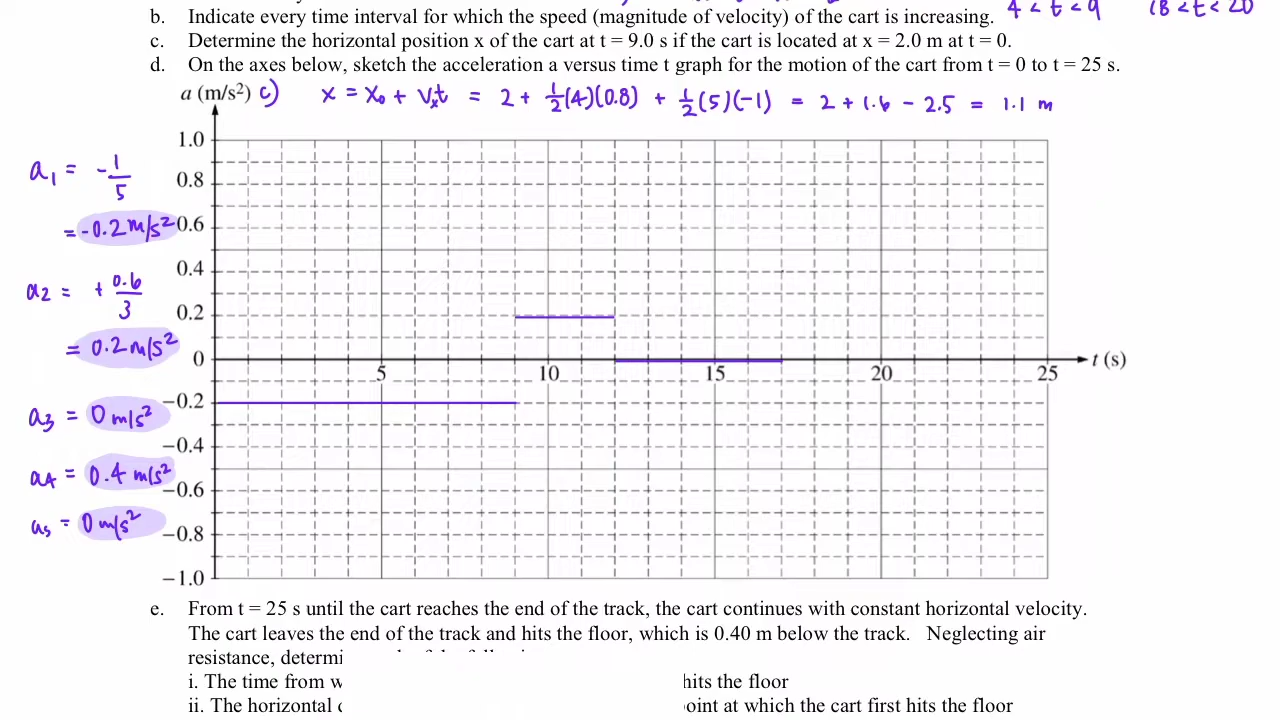 b. Indicate every time interval for which the speed (magnitude of velocity) of the cart is increasing. 4 < t < 9 18 < t < 20
c. Determine the horizontal position x of the cart at t = 9.0 s if the cart is located at x = 2.0 m at t = 0.
d. On the axes below, sketch the acceleration a versus time t graph for the motion of the cart from t = 0 to t = 25 s.
a (m/s²) c) x = x₀ + vₓt = 2 + ½(4)(0.8) + ½(5)(-1) = 2 + 1.6 - 2.5 = 1.1 m
1.0
0.8
0.6
0.4
0.2
0
−0.2
−0.4
−0.6
−0.8
−1.0
5 10 15 20 25
t (s)
a₁ = -1/5
= -0.2 m/s²
a₂ = + 0.6/3
= 0.2 m/s²
a₃ = 0 m/s²
a₄ = 0.4 m/s²
a₅ = 0 m/s²
e. From t = 25 s until the cart reaches the end of the track, the cart continues with constant horizontal velocity.
The cart leaves the end of the track and hits the floor, which is 0.40 m below the track. Neglecting air
resistance, determi
i. The time from w hits the floor
ii. The horizontal oint at which the cart first hits the floor